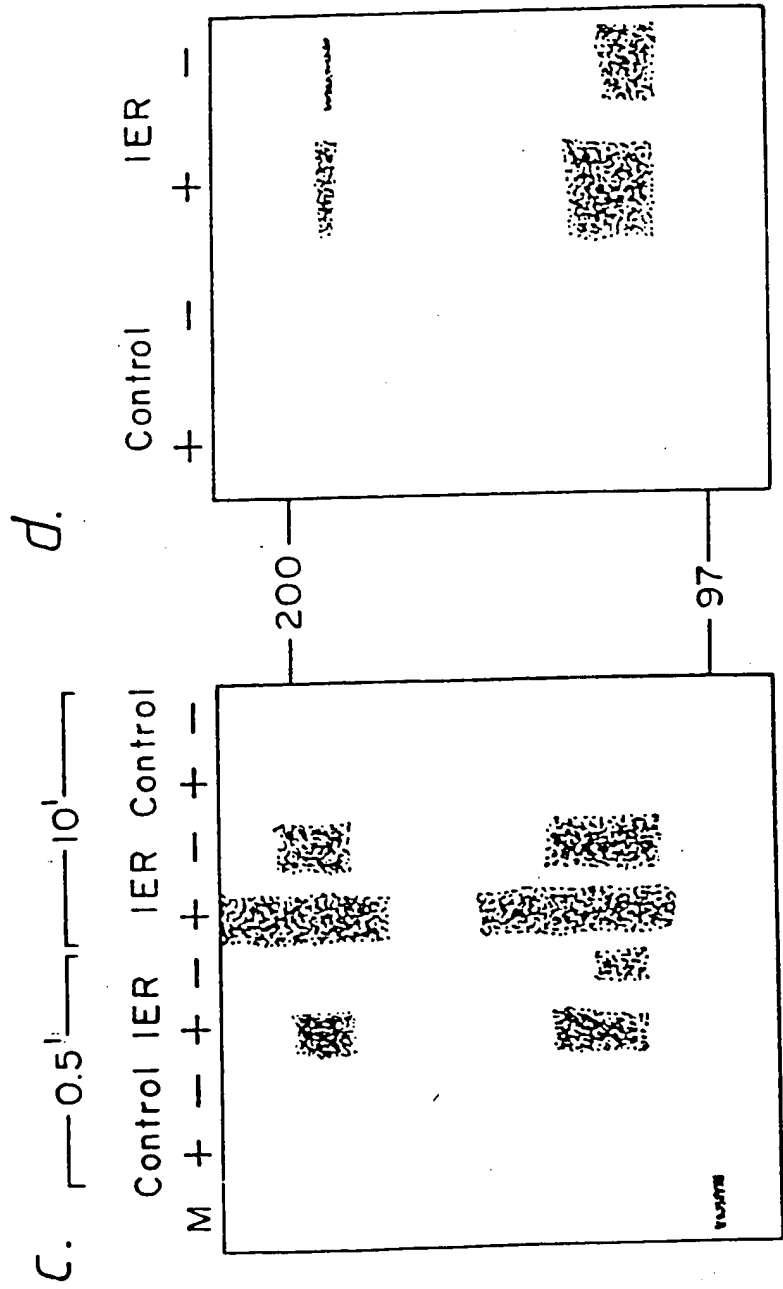 C. 0.5' 10'
Control IER IER Control
M + − + − + − + −
200
97
d.
Control IER
+ − + −